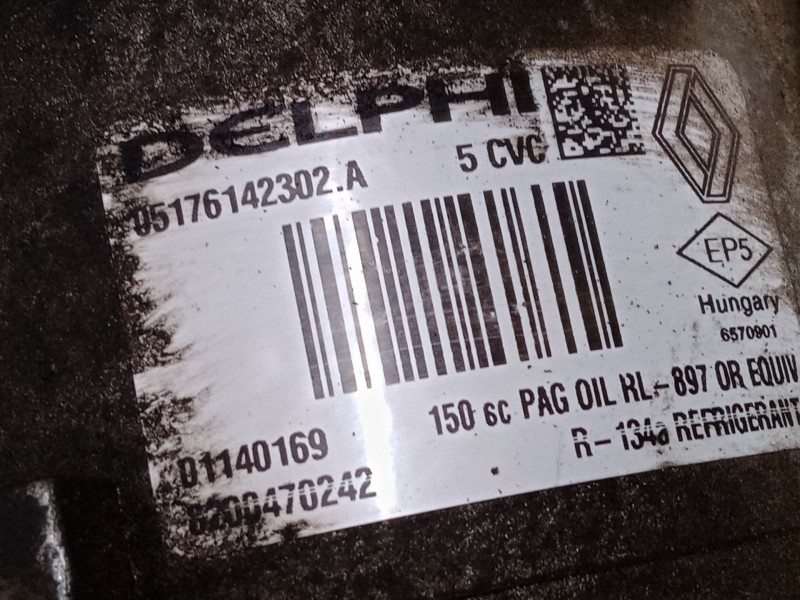 DELPHI
5 CVC
05176142302.A
EP5
Hungary
6570901
150 cc PAG OIL RL-897 OR EQUIV
R-134a REFRIGERANT
01140169
8200470242